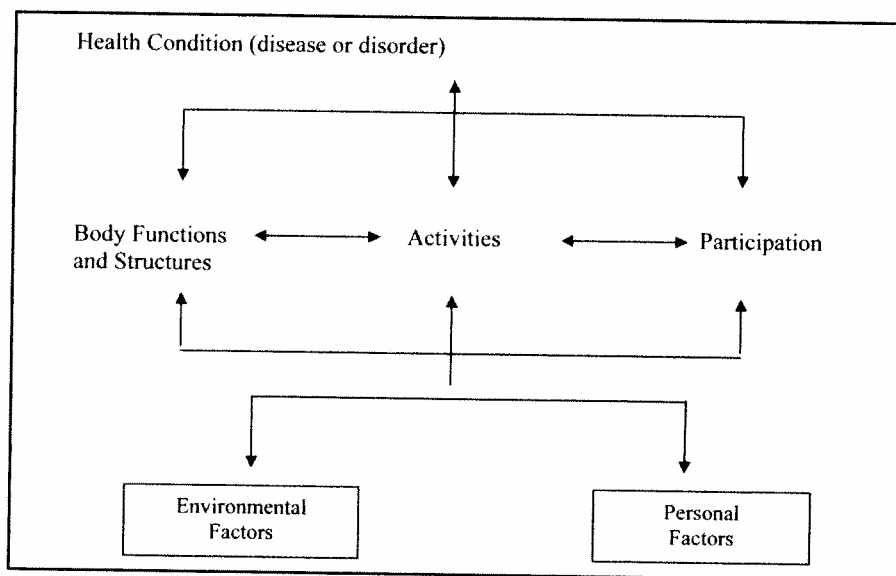 Health Condition (disease or disorder)
Body Functions
and Structures
Activities
Participation
Environmental
Factors
Personal
Factors